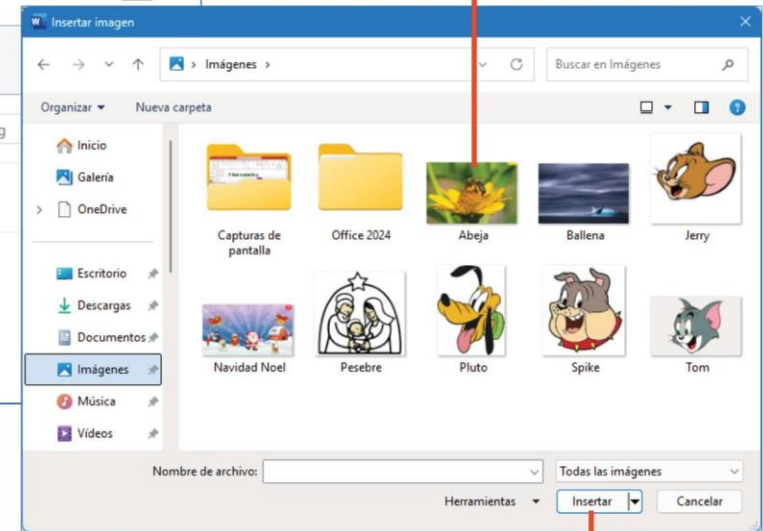 Insertar imagen
Imágenes
Buscar en Imágenes
Organizar
Nueva carpeta
Inicio
Galería
OneDrive
Escritorio
Descargas
Documentos
Imágenes
Música
Vídeos
Capturas de
pantalla
Office 2024
Abeja
Ballena
Jerry
Navidad Noel
Pesebre
Pluto
Spike
Tom
Nombre de archivo:
Todas las imágenes
Herramientas
Insertar
Cancelar